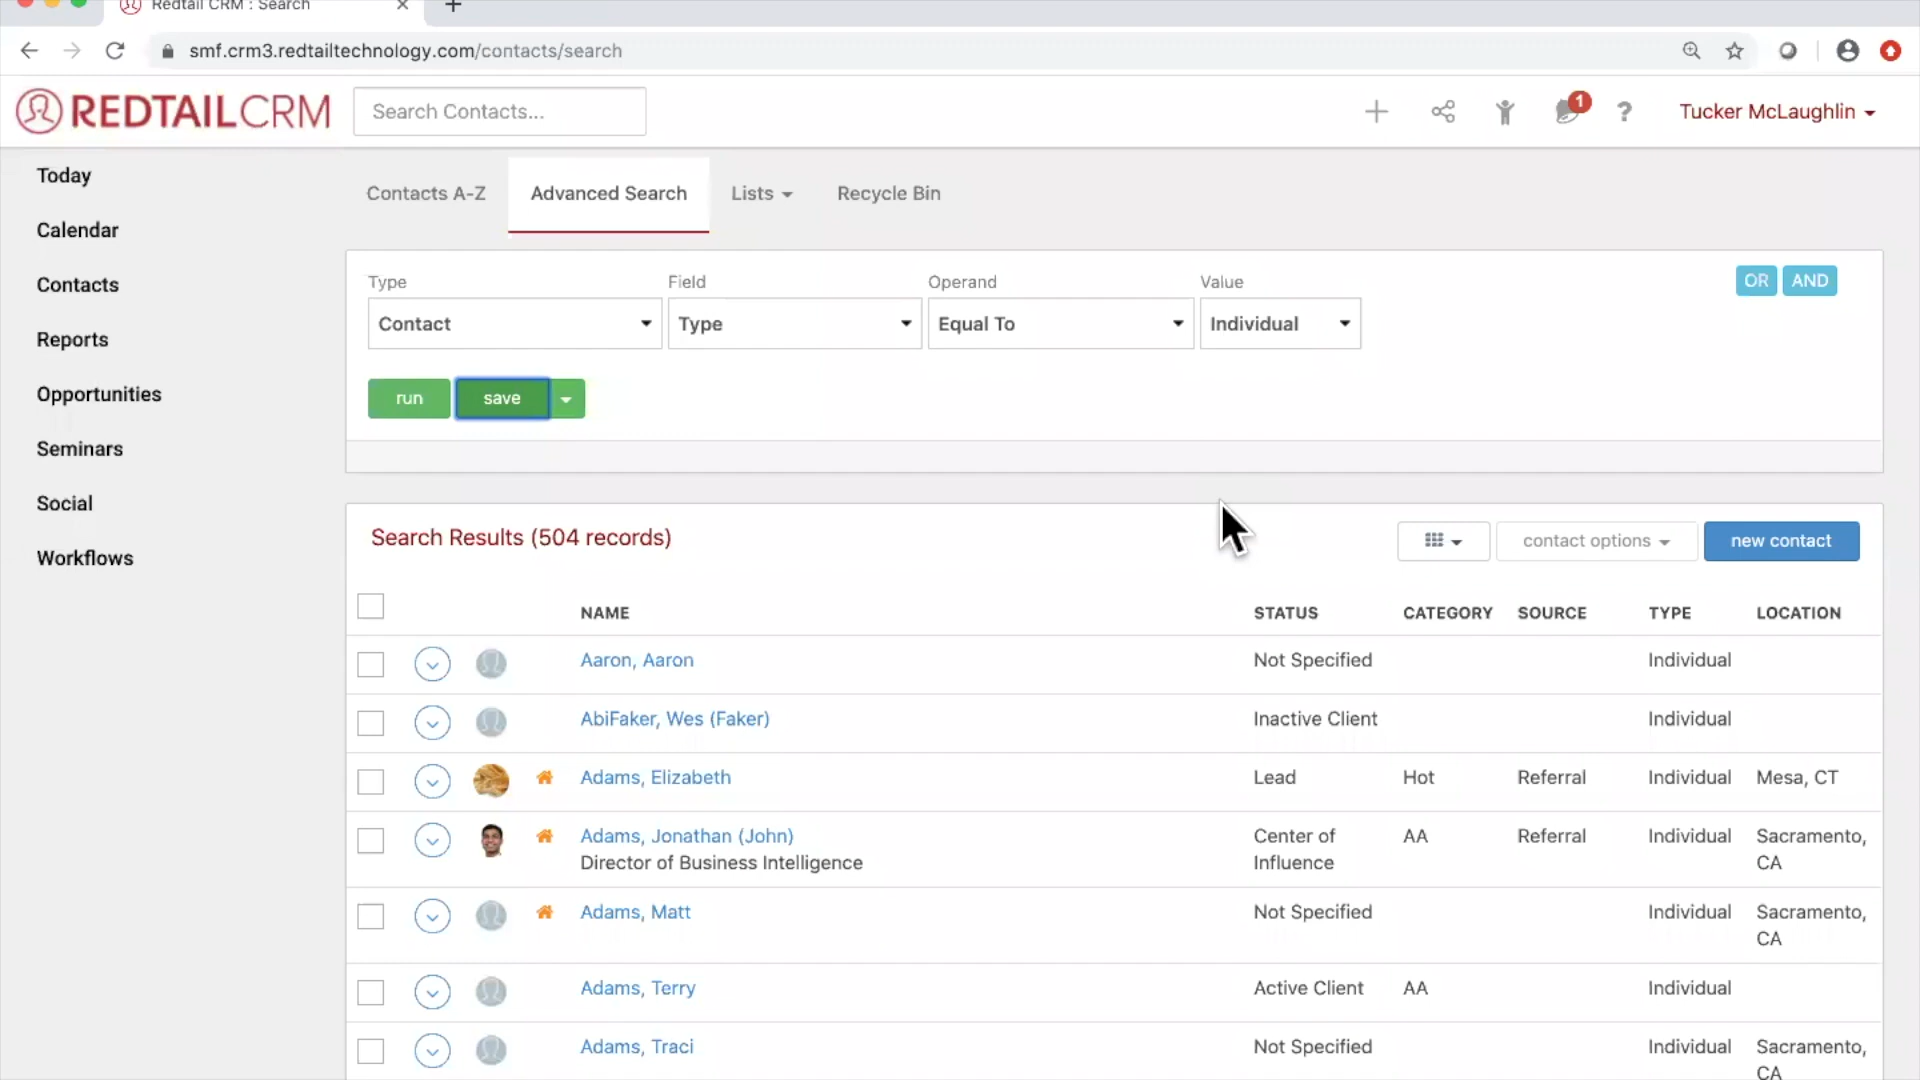 Redtail CRM : Search
smf.crm3.redtailtechnology.com/contacts/search
REDTAILCRM
Search Contacts...
1
?
Tucker McLaughlin
Today
Calendar
Contacts
Reports
Opportunities
Seminars
Social
Workflows
Contacts A-Z
Advanced Search
Lists
Recycle Bin
Type
Field
Operand
Value
OR
AND
Contact
Type
Equal To
Individual
run
save
Search Results (504 records)
contact options
new contact
NAME STATUS CATEGORY SOURCE TYPE LOCATION
Aaron, Aaron Not Specified Individual
AbiFaker, Wes (Faker) Inactive Client Individual
Adams, Elizabeth Lead Hot Referral Individual Mesa, CT
Adams, Jonathan (John) Center of AA Referral Individual Sacramento,
Director of Business Intelligence Influence CA
Adams, Matt Not Specified Individual Sacramento,
CA
Adams, Terry Active Client AA Individual
Adams, Traci Not Specified Individual Sacramento,
CA